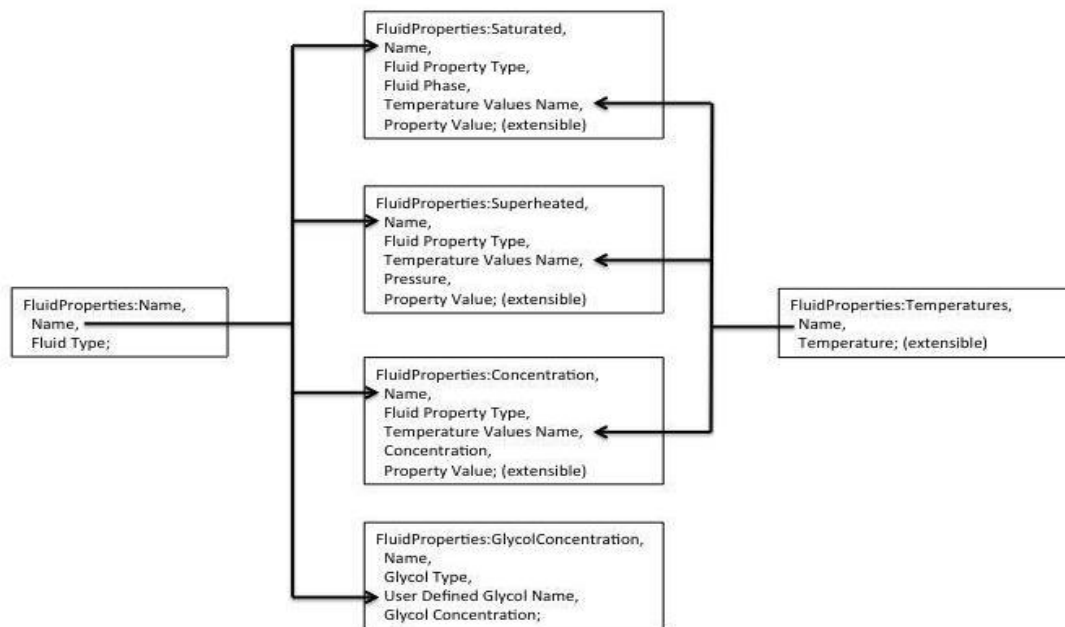 FluidProperties:Saturated,
Name,
Fluid Property Type,
Fluid Phase,
Temperature Values Name,
Property Value; (extensible)
FluidProperties:Superheated,
Name,
Fluid Property Type,
Temperature Values Name,
Pressure,
Property Value; (extensible)
FluidProperties:Name,
Name,
Fluid Type;
FluidProperties:Temperatures,
Name,
Temperature; (extensible)
FluidProperties:Concentration,
Name,
Fluid Property Type,
Temperature Values Name,
Concentration,
Property Value; (extensible)
FluidProperties:GlycolConcentration,
Name,
Glycol Type,
User Defined Glycol Name,
Glycol Concentration;